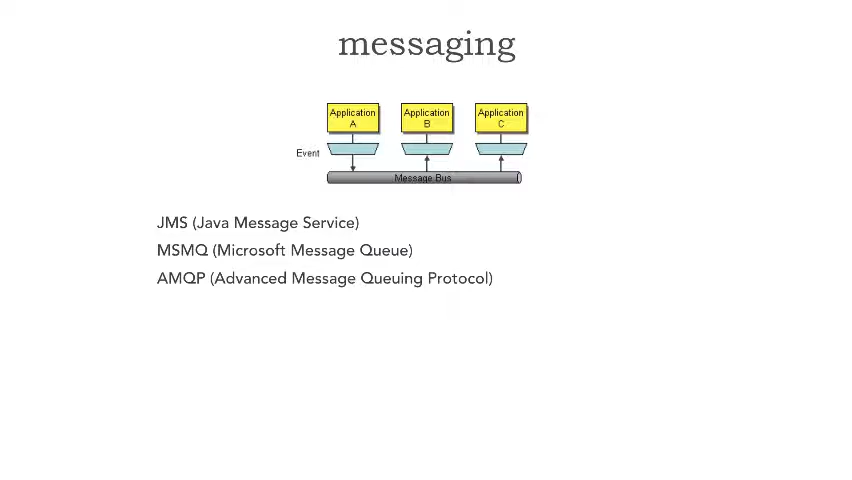 messaging
Application Application Application
A B C
Event
Message Bus
JMS (Java Message Service)
MSMQ (Microsoft Message Queue)
AMQP (Advanced Message Queuing Protocol)